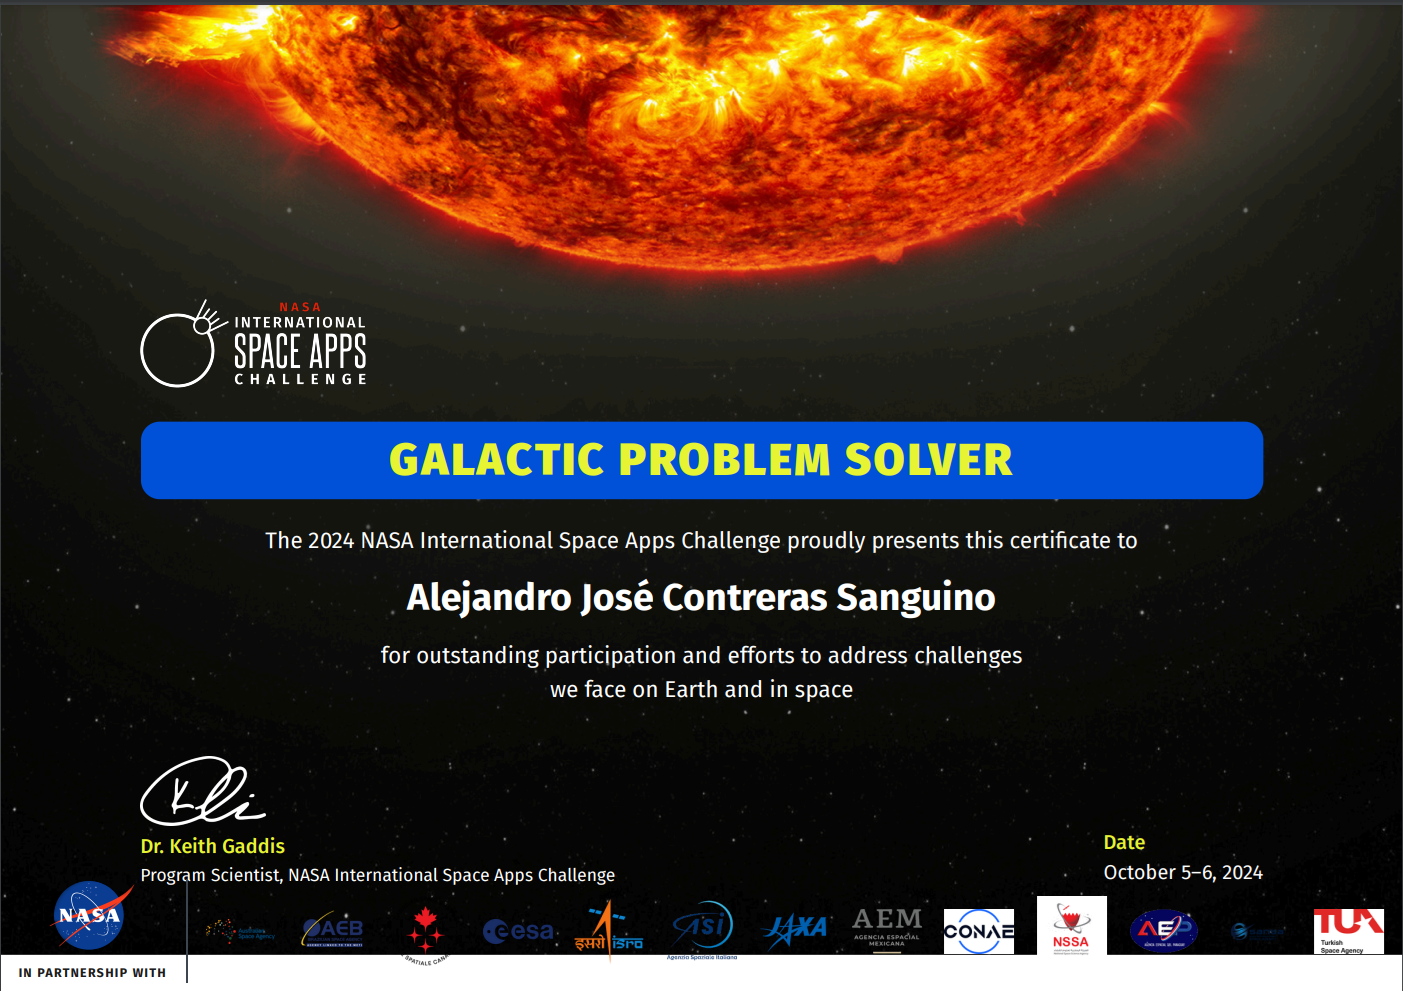 NASA
INTERNATIONAL
SPACE APPS
CHALLENGE
GALACTIC PROBLEM SOLVER
The 2024 NASA International Space Apps Challenge proudly presents this certificate to
Alejandro José Contreras Sanguino
for outstanding participation and efforts to address challenges
we face on Earth and in space
Dr. Keith Gaddis
Program Scientist, NASA International Space Apps Challenge
Date
October 5–6, 2024
IN PARTNERSHIP WITH
NASA
Australian
Space Agency
AEB
SPATIALE CANA
esa
इसरो isro
asi
Agenzia Spaziale Italiana
JAXA
AEM
AGENCIA ESPACIAL
MEXICANA
CONAE
NSSA
AEP
TUA
Turkish
Space Agency